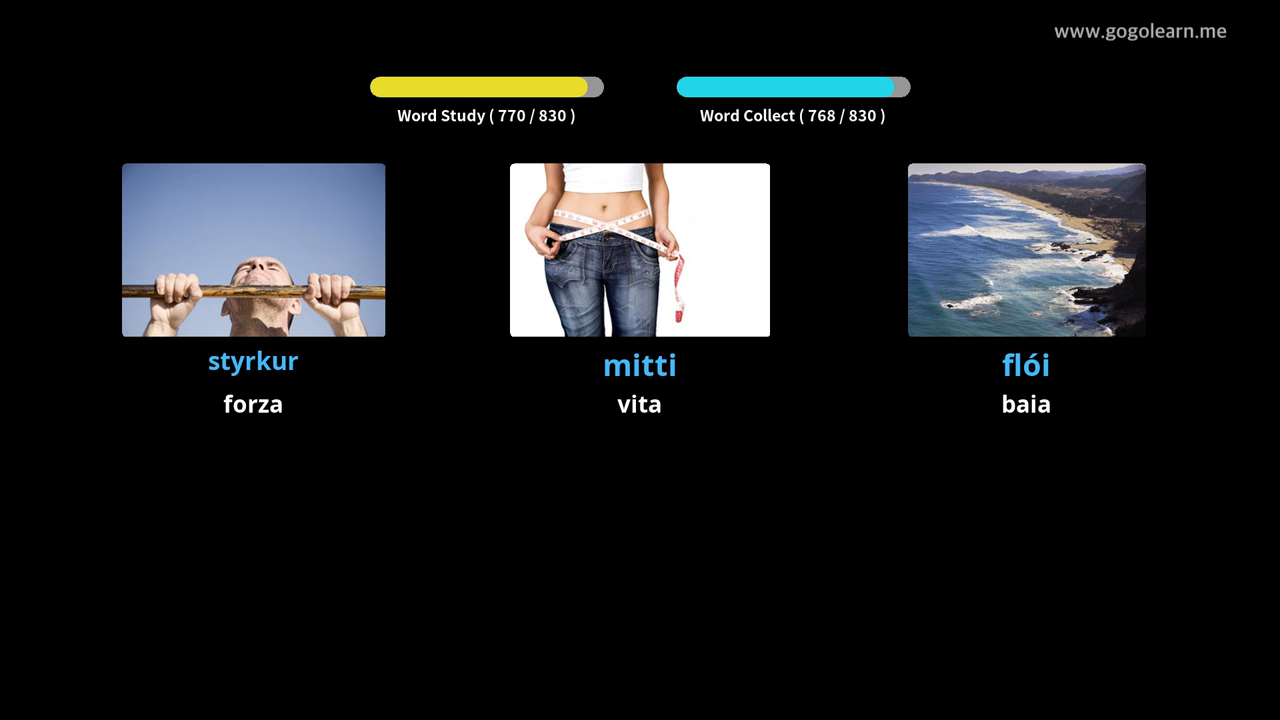 www.gogolearn.me
Word Study ( 770 / 830 )
Word Collect ( 768 / 830 )
styrkur
forza
mitti
vita
flói
baia